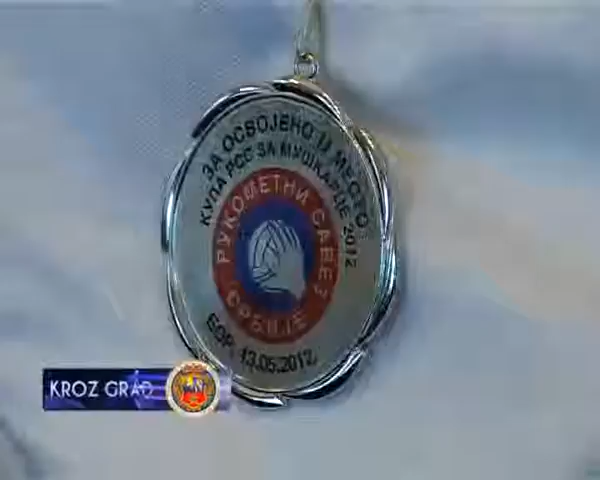 ЗА ОСВОЈЕНО II МЕСТО
КУПА РСС ЗА МУШКАРЦЕ 2012
РУКОМЕТНИ САВЕЗ
СРБИЈЕ
БОР, 13.05.2012.
KROZ GRAD